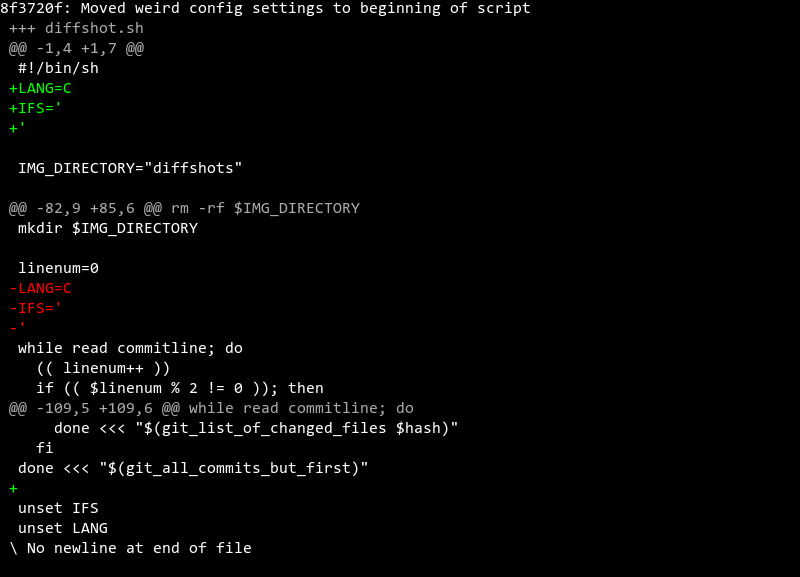 8f3720f: Moved weird config settings to beginning of script
+++ diffshot.sh
@@ -1,4 +1,7 @@
 #!/bin/sh
+LANG=C
+IFS='
+'

 IMG_DIRECTORY="diffshots"

@@ -82,9 +85,6 @@ rm -rf $IMG_DIRECTORY
 mkdir $IMG_DIRECTORY

 linenum=0
-LANG=C
-IFS='
-'
 while read commitline; do
   (( linenum++ ))
   if (( $linenum % 2 != 0 )); then
@@ -109,5 +109,6 @@ while read commitline; do
     done <<< "$(git_list_of_changed_files $hash)"
   fi
 done <<< "$(git_all_commits_but_first)"
+
 unset IFS
 unset LANG
\ No newline at end of file